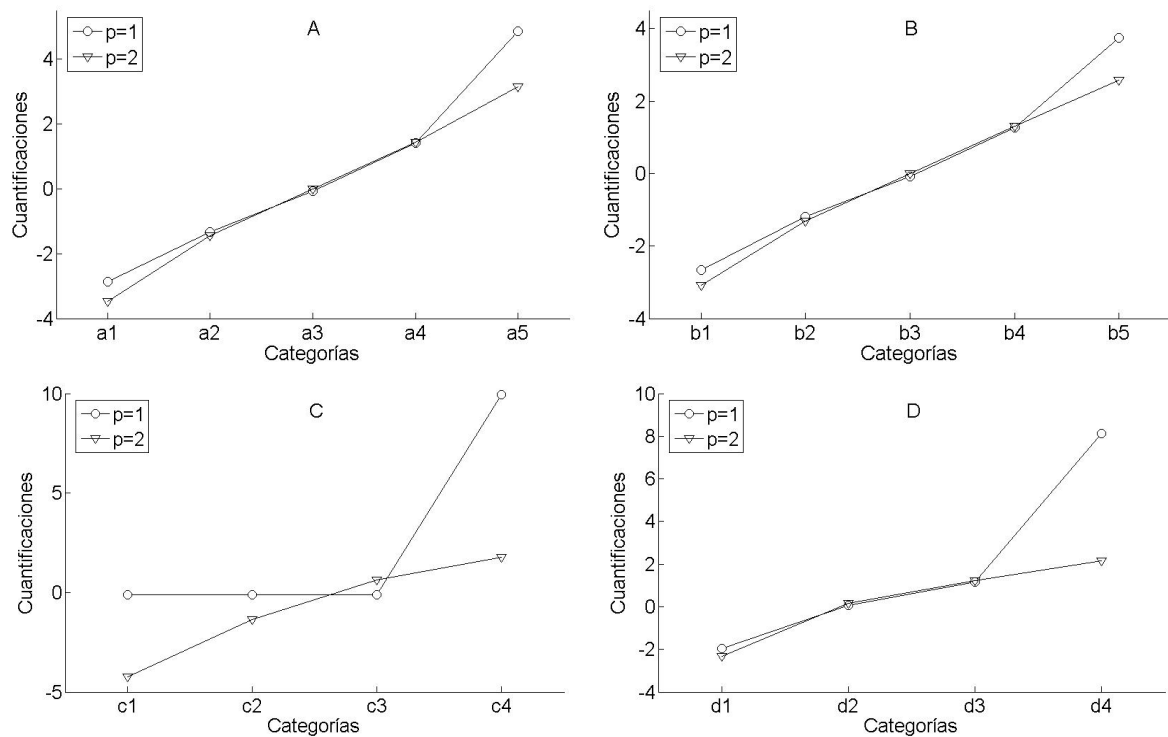 A
p=1
p=2
Cuantificaciones
4
2
0
-2
-4
a1 a2 a3 a4 a5
Categorías
B
p=1
p=2
Cuantificaciones
4
2
0
-2
-4
b1 b2 b3 b4 b5
Categorías
C
p=1
p=2
Cuantificaciones
10
5
0
-5
c1 c2 c3 c4
Categorías
D
p=1
p=2
Cuantificaciones
10
8
6
4
2
0
-2
-4
d1 d2 d3 d4
Categorías